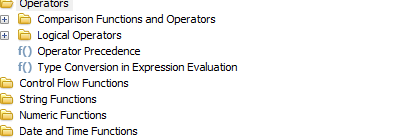 Operators
Comparison Functions and Operators
Logical Operators
f() Operator Precedence
f() Type Conversion in Expression Evaluation
Control Flow Functions
String Functions
Numeric Functions
Date and Time Functions